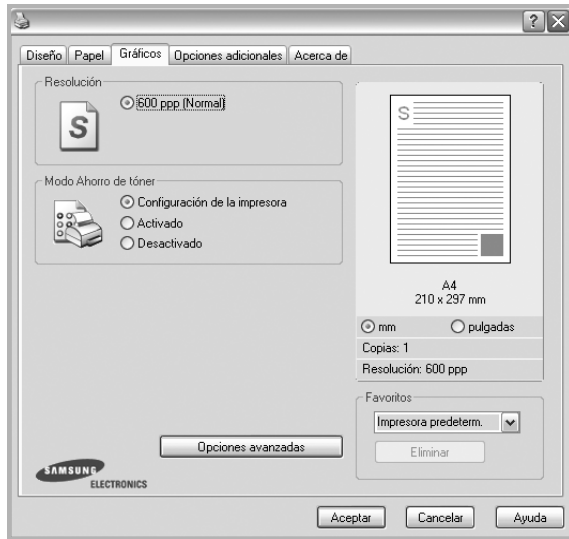 Diseño Papel Gráficos Opciones adicionales Acerca de
Resolución
600 ppp (Normal)
S
Modo Ahorro de tóner
Configuración de la impresora
Activado
Desactivado
S
A4
210 x 297 mm
mm pulgadas
Copias: 1
Resolución: 600 ppp
Favoritos
Impresora predeterm.
Eliminar
Opciones avanzadas
SAMSUNG
ELECTRONICS
Aceptar Cancelar Ayuda